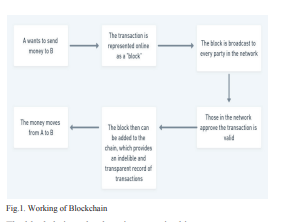 A wants to send
money to B
The transaction is
represented online
as a "block"
The block is broadcast to
every party in the network
Those in the network
approve the transaction is
valid
The block then can
be added to the
chain, which provides
an indelible and
transparent record of
transactions
The money moves
from A to B
Fig.1. Working of Blockchain